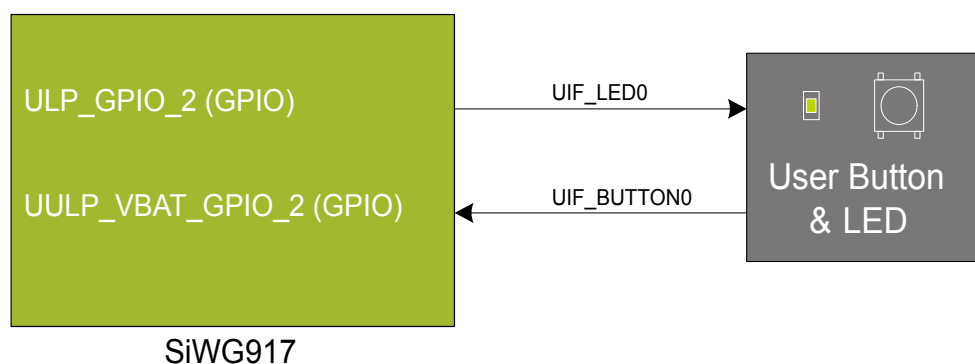 ULP_GPIO_2 (GPIO)
UIF_LED0
UULP_VBAT_GPIO_2 (GPIO)
UIF_BUTTON0
User Button
& LED
SiWG917